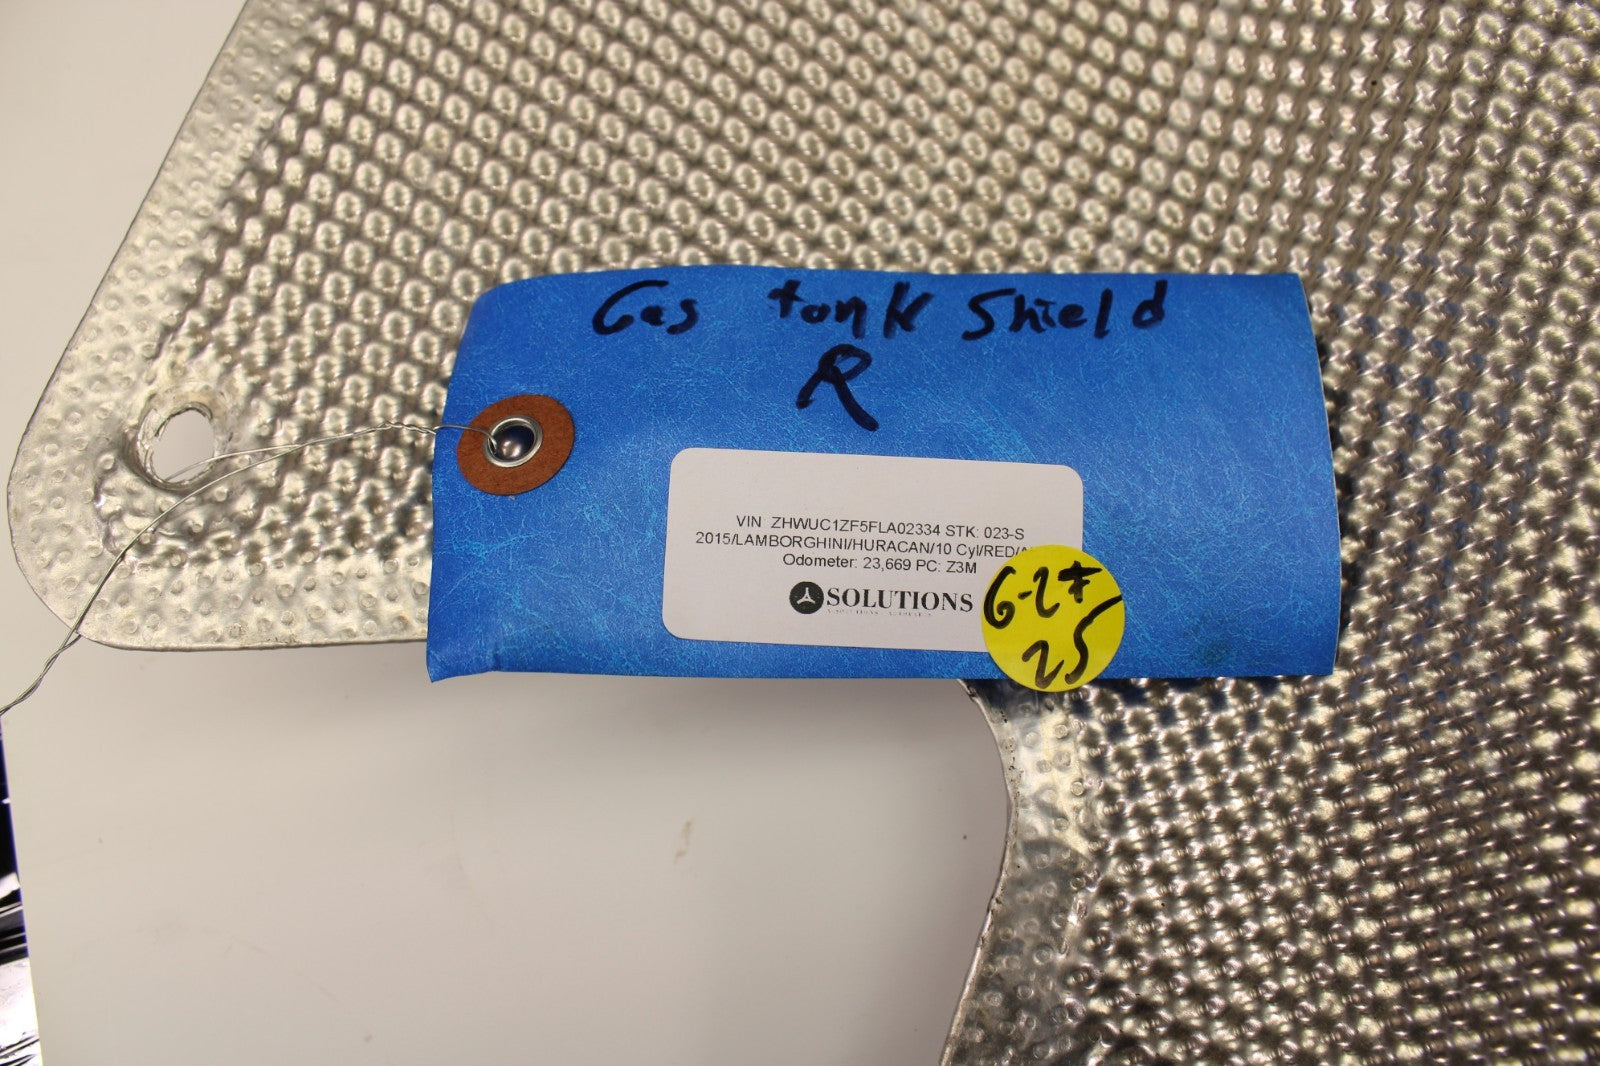 Gas tank Shield
R
VIN ZHWUC1ZF5FLA02334 STK: 023-S
2015/LAMBORGHINI/HURACAN/10 Cyl/RED/
Odometer: 23,669 PC: Z3M
SOLUTIONS
25